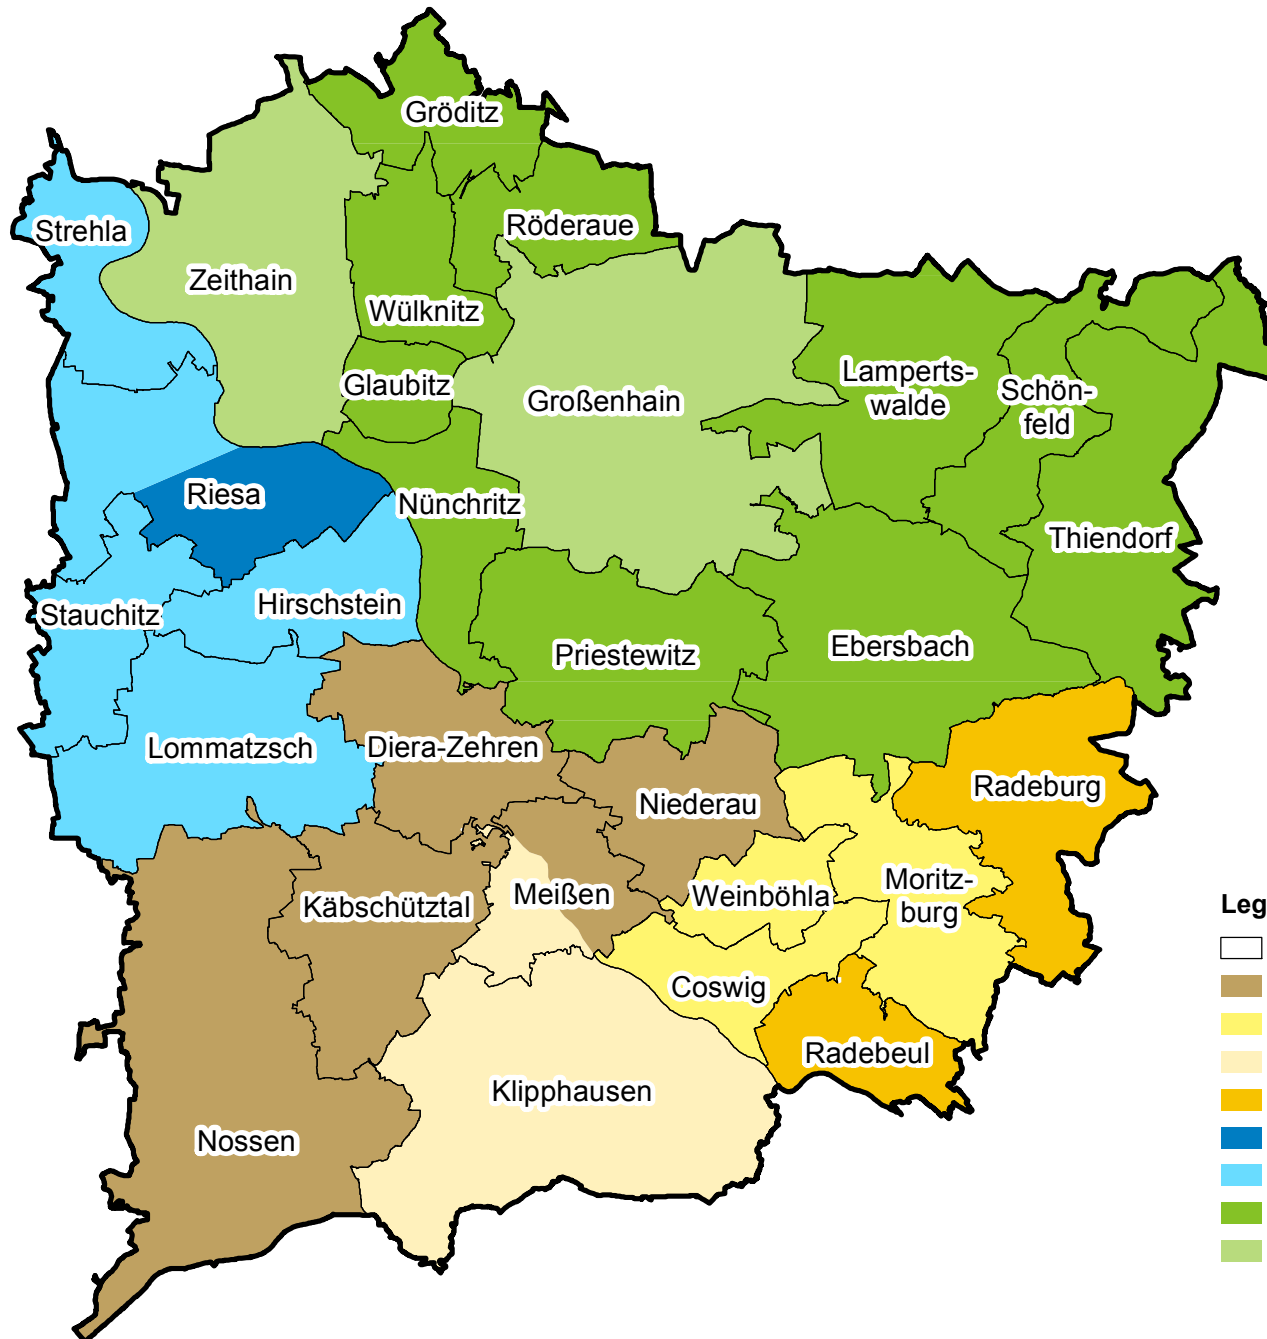 Gröditz
Röderaue
Strehla
Zeithain
Wülknitz
Glaubitz
Großenhain
Lamperts-
walde
Schön-
feld
Riesa
Nünchritz
Thiendorf
Hirschstein
Stauchitz
Priestewitz
Ebersbach
Lommatzsch
Diera-Zehren
Niederau
Radeburg
Käbschütztal
Meißen
Weinböhla
Moritz-
burg
Leg
Coswig
Radebeul
Klipphausen
Nossen